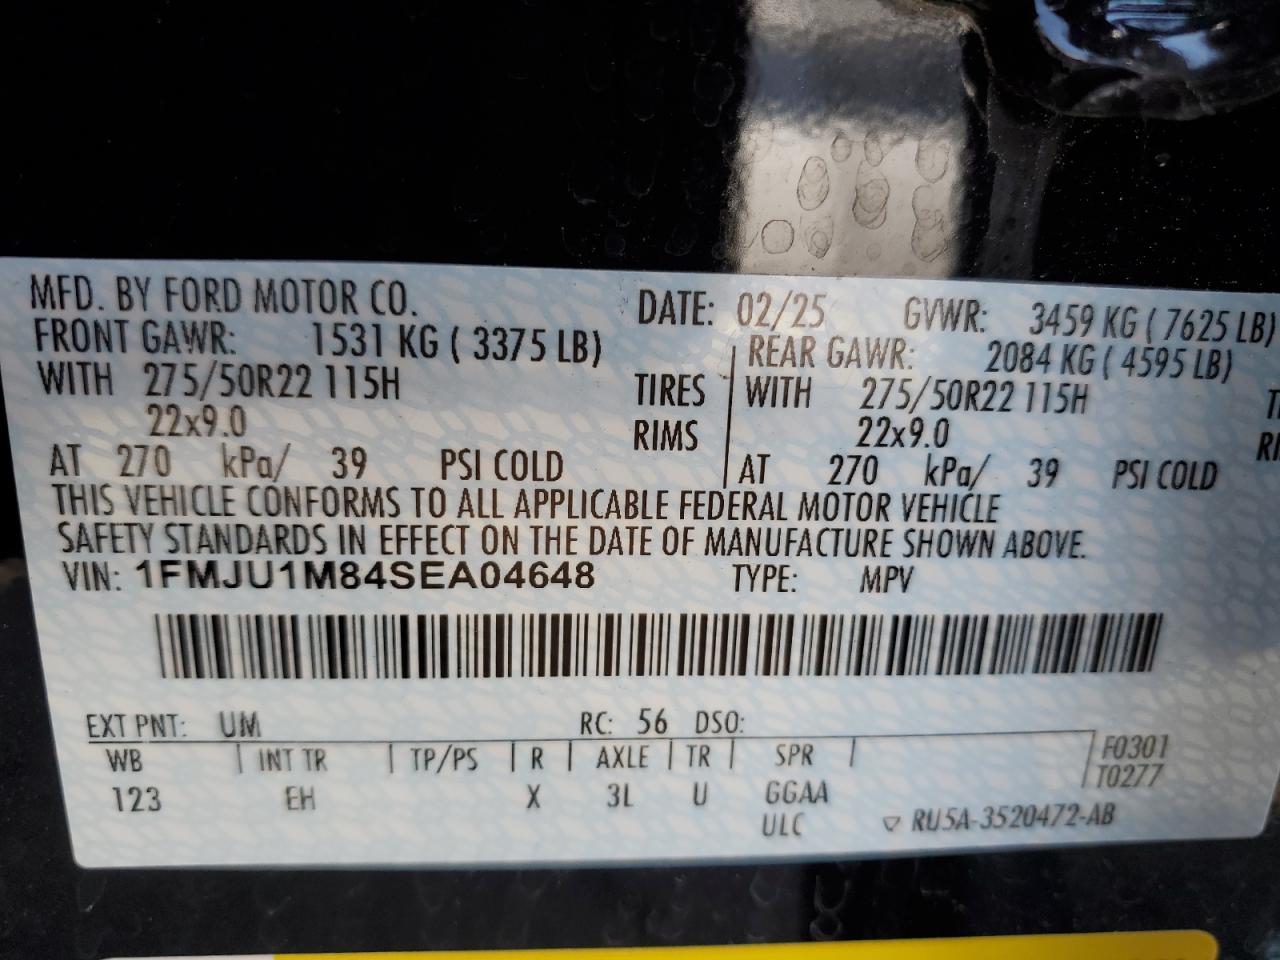 MFD. BY FORD MOTOR CO. DATE: 02/25 GVWR: 3459 KG ( 7625 LB)
FRONT GAWR: 1531 KG ( 3375 LB) REAR GAWR: 2084 KG ( 4595 LB)
WITH 275/50R22 115H TIRES WITH 275/50R22 115H
22x9.0 RIMS 22x9.0
AT 270 kPa/ 39 PSI COLD AT 270 kPa/ 39 PSI COLD
THIS VEHICLE CONFORMS TO ALL APPLICABLE FEDERAL MOTOR VEHICLE
SAFETY STANDARDS IN EFFECT ON THE DATE OF MANUFACTURE SHOWN ABOVE.
VIN: 1FMJU1M84SEA04648 TYPE: MPV
EXT PNT: UM RC: 56 DSO:
WB INT TR TP/PS R AXLE TR SPR F0301
T0277
123 EH X 3L U GGAA
ULC RU5A-3520472-AB